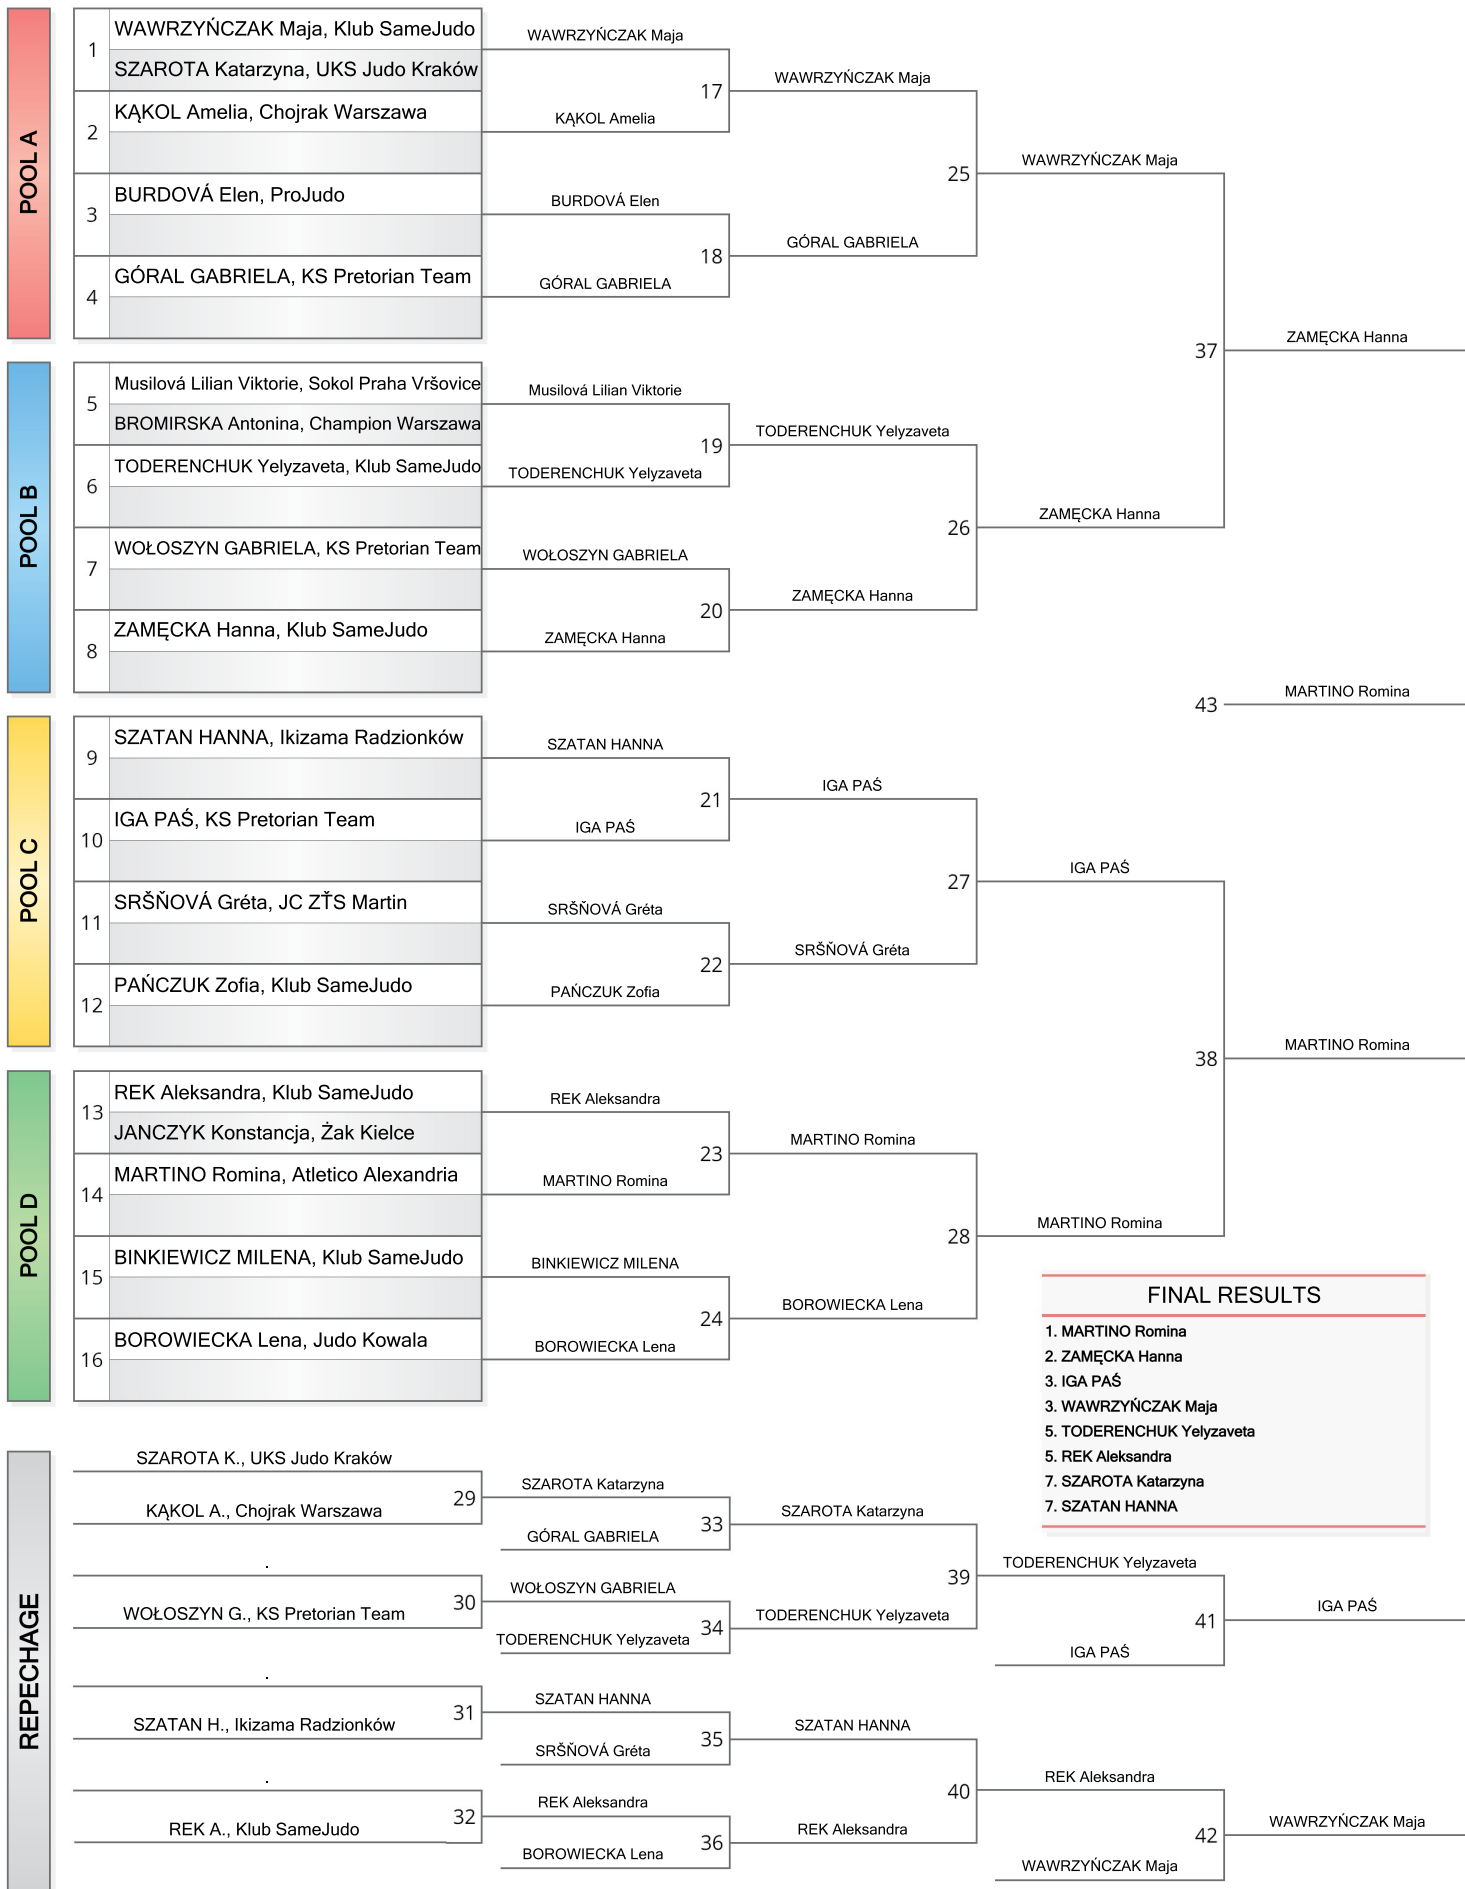 POOL A
1
WAWRZYŃCZAK Maja, Klub SameJudo
SZAROTA Katarzyna, UKS Judo Kraków
2
KĄKOL Amelia, Chojrak Warszawa
3
BURDOVÁ Elen, ProJudo
4
GÓRAL GABRIELA, KS Pretorian Team
WAWRZYŃCZAK Maja
17
KĄKOL Amelia
BURDOVÁ Elen
18
GÓRAL GABRIELA
WAWRZYŃCZAK Maja
25
GÓRAL GABRIELA
WAWRZYŃCZAK Maja
POOL B
5
Musilová Lilian Viktorie, Sokol Praha Vršovice
BROMIRSKA Antonina, Champion Warszawa
6
TODERENCHUK Yelyzaveta, Klub SameJudo
7
WOŁOSZYN GABRIELA, KS Pretorian Team
8
ZAMĘCKA Hanna, Klub SameJudo
Musilová Lilian Viktorie
19
TODERENCHUK Yelyzaveta
WOŁOSZYN GABRIELA
20
ZAMĘCKA Hanna
TODERENCHUK Yelyzaveta
26
ZAMĘCKA Hanna
ZAMĘCKA Hanna
37
ZAMĘCKA Hanna
43
MARTINO Romina
POOL C
9
SZATAN HANNA, Ikizama Radzionków
10
IGA PAŚ, KS Pretorian Team
11
SRŠŇOVÁ Gréta, JC ZŤS Martin
12
PAŃCZUK Zofia, Klub SameJudo
SZATAN HANNA
21
IGA PAŚ
SRŠŇOVÁ Gréta
22
PAŃCZUK Zofia
IGA PAŚ
27
SRŠŇOVÁ Gréta
IGA PAŚ
POOL D
13
REK Aleksandra, Klub SameJudo
JANCZYK Konstancja, Żak Kielce
14
MARTINO Romina, Atletico Alexandria
15
BINKIEWICZ MILENA, Klub SameJudo
16
BOROWIECKA Lena, Judo Kowala
REK Aleksandra
23
MARTINO Romina
BINKIEWICZ MILENA
24
BOROWIECKA Lena
MARTINO Romina
28
BOROWIECKA Lena
MARTINO Romina
38
MARTINO Romina
FINAL RESULTS
1. MARTINO Romina
2. ZAMĘCKA Hanna
3. IGA PAŚ
3. WAWRZYŃCZAK Maja
5. TODERENCHUK Yelyzaveta
5. REK Aleksandra
7. SZAROTA Katarzyna
7. SZATAN HANNA
REPECHAGE
SZAROTA K., UKS Judo Kraków
29
KĄKOL A., Chojrak Warszawa
.
30
WOŁOSZYN G., KS Pretorian Team
.
31
SZATAN H., Ikizama Radzionków
.
32
REK A., Klub SameJudo
SZAROTA Katarzyna
33
GÓRAL GABRIELA
WOŁOSZYN GABRIELA
34
TODERENCHUK Yelyzaveta
SZATAN HANNA
35
SRŠŇOVÁ Gréta
REK Aleksandra
36
BOROWIECKA Lena
SZAROTA Katarzyna
39
TODERENCHUK Yelyzaveta
SZATAN HANNA
40
REK Aleksandra
TODERENCHUK Yelyzaveta
41
IGA PAŚ
REK Aleksandra
42
WAWRZYŃCZAK Maja
IGA PAŚ
WAWRZYŃCZAK Maja